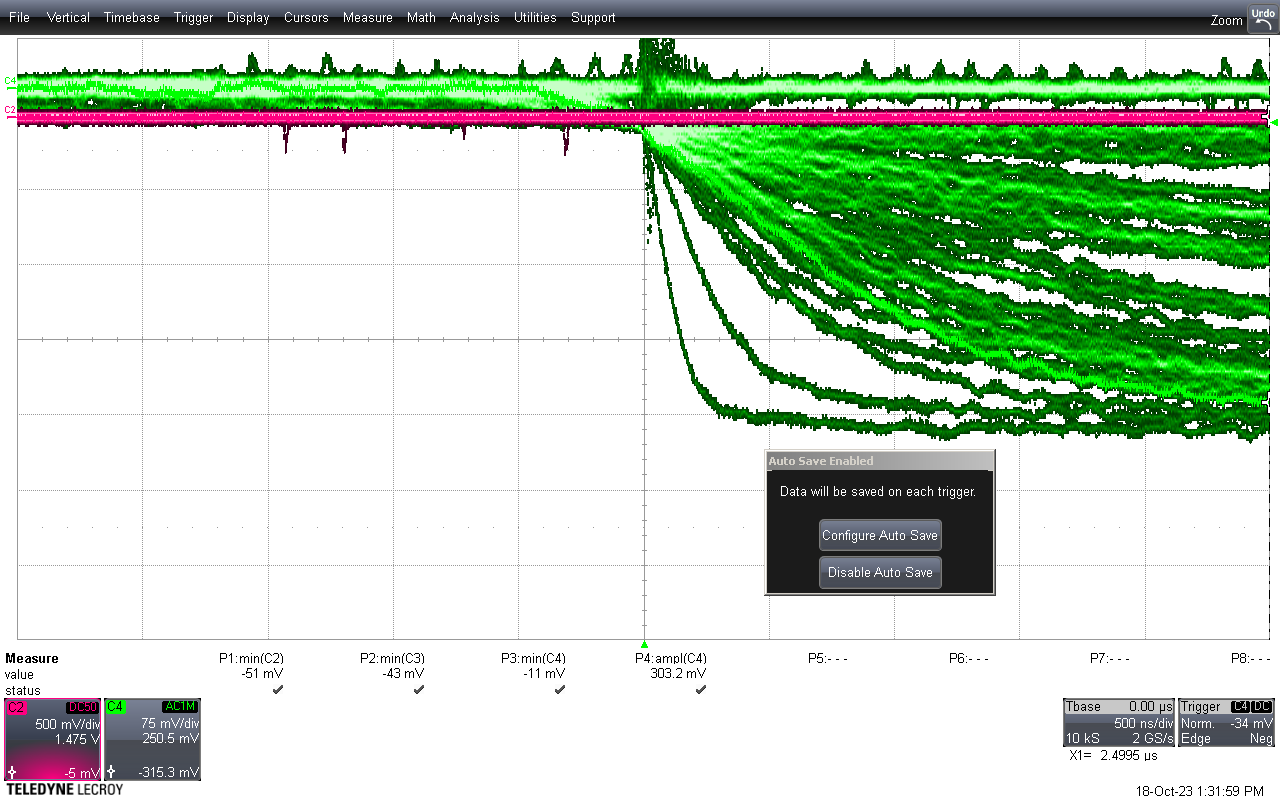 File Vertical Timebase Trigger Display Cursors Measure Math Analysis Utilities Support
Zoom Undo
C4
C2
Auto Save Enabled
Data will be saved on each trigger.
Configure Auto Save
Disable Auto Save
Measure P1:min(C2) P2:min(C3) P3:min(C4) P4:ampl(C4) P5:- - - P6:- - - P7:- - - P8:- - -
value -51 mV -43 mV -11 mV 303.2 mV
status
C2 DC50
500 mV/div
1.475 V
-5 mV
C4 AC1M
75 mV/div
250.5 mV
-315.3 mV
Tbase 0.00 µs
500 ns/div
10 kS 2 GS/s
Trigger C4 DC
Norm. -34 mV
Edge Neg
X1= 2.4995 µs
TELEDYNE LECROY
18-Oct-23 1:31:59 PM